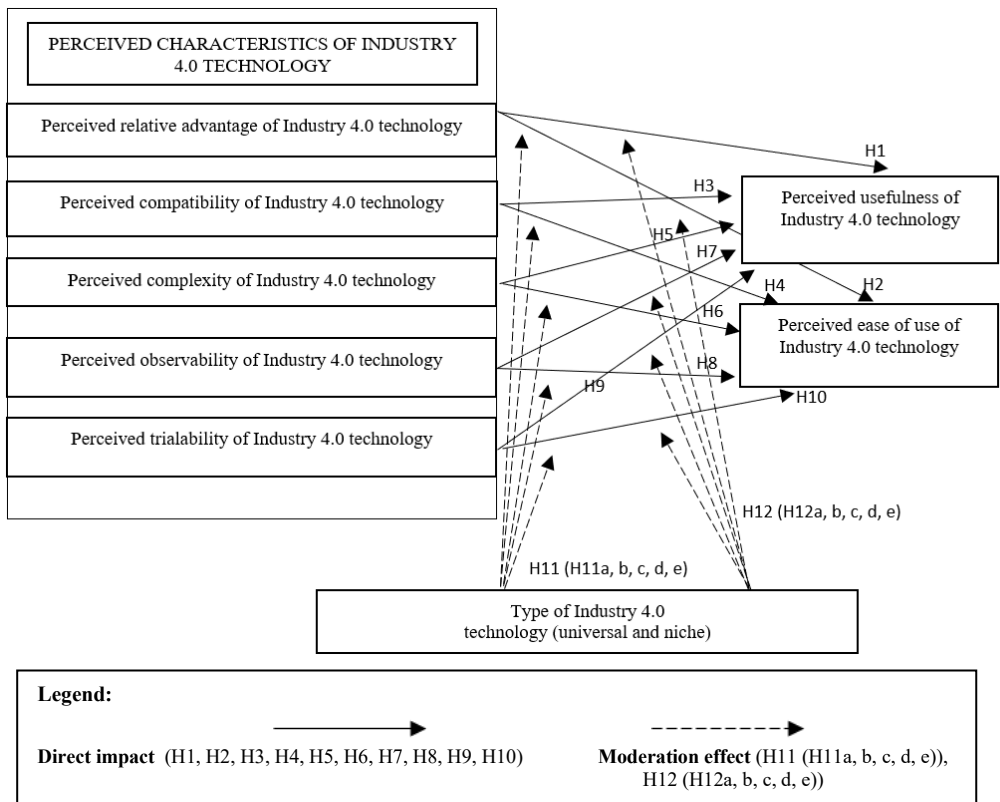 PERCEIVED CHARACTERISTICS OF INDUSTRY
4.0 TECHNOLOGY
Perceived relative advantage of Industry 4.0 technology
Perceived compatibility of Industry 4.0 technology
Perceived complexity of Industry 4.0 technology
Perceived observability of Industry 4.0 technology
Perceived trialability of Industry 4.0 technology
H1
H3
H5
H7
H4
H2
H6
H8
H9
H10
Perceived usefulness of
Industry 4.0 technology
Perceived ease of use of
Industry 4.0 technology
H12 (H12a, b, c, d, e)
H11 (H11a, b, c, d, e)
Type of Industry 4.0
technology (universal and niche)
Legend:
Direct impact (H1, H2, H3, H4, H5, H6, H7, H8, H9, H10)
Moderation effect (H11 (H11a, b, c, d, e)),
H12 (H12a, b, c, d, e))